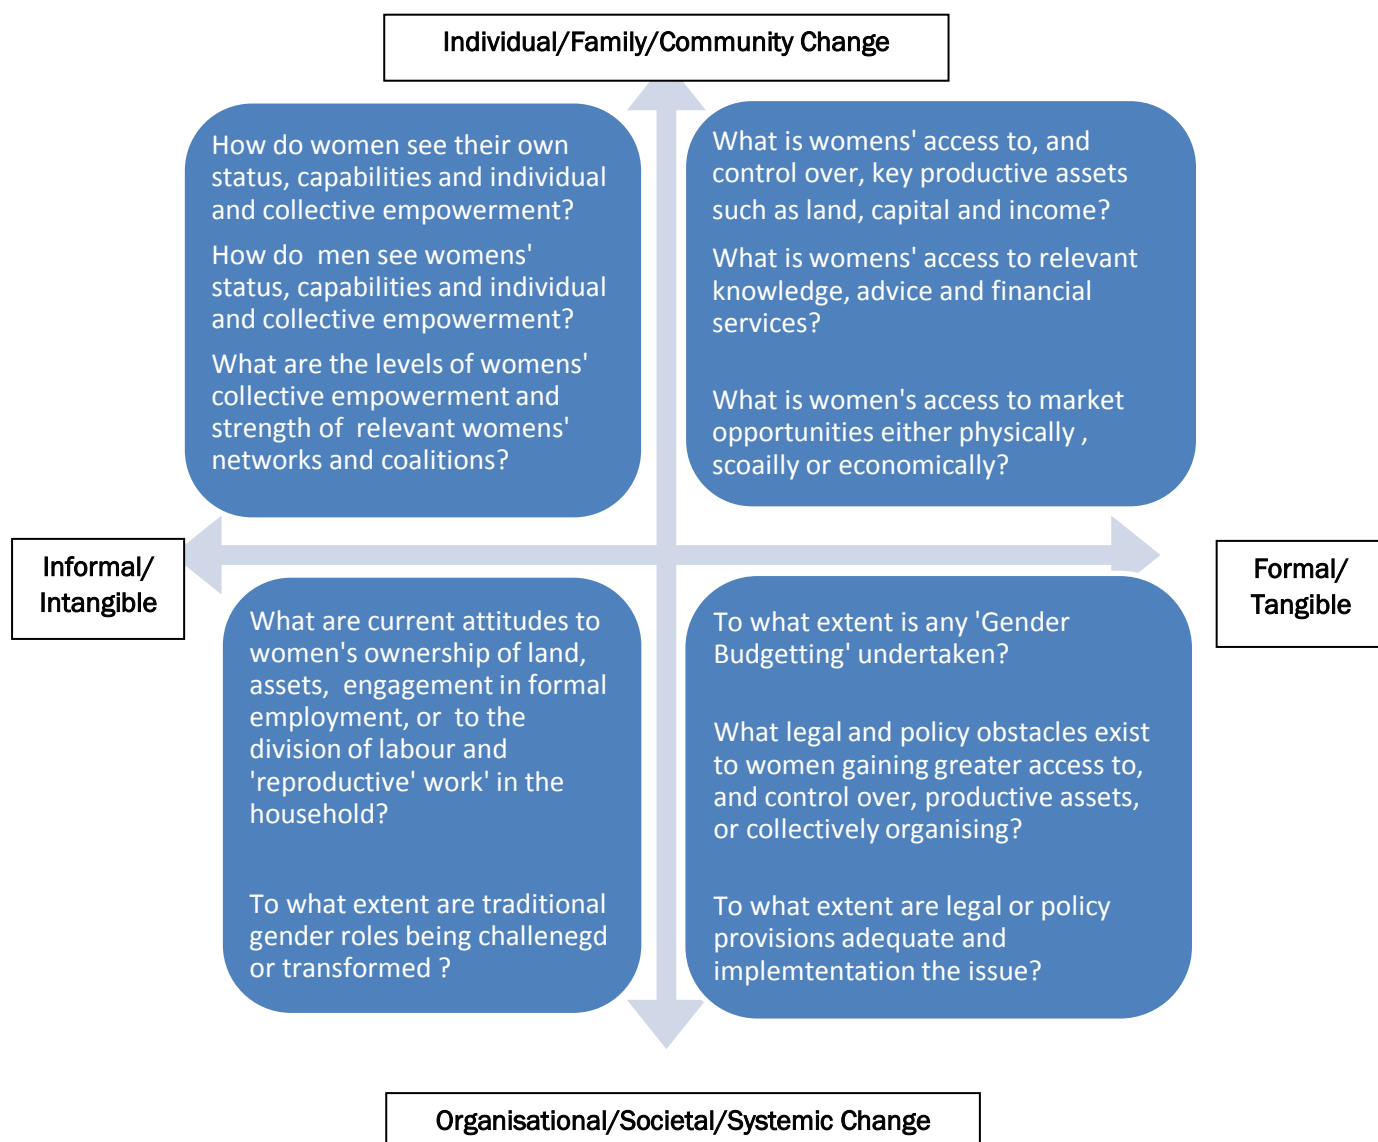 Individual/Family/Community Change
How do women see their own
status, capabilities and individual
and collective empowerment?
How do  men see womens'
status, capabilities and individual
and collective empowerment?
What are the levels of womens'
collective empowerment and
strength of  relevant womens'
networks and coalitions?
What is womens' access to, and
control over, key productive assets
such as land, capital and income?
What is womens' access to relevant
knowledge, advice and financial
services?
What is women's access to market
opportunities either physically ,
scoailly or economically?
Informal/
Intangible
Formal/
Tangible
What are current attitudes to
women's ownership of land,
assets,  engagement in formal
employment, or  to the
division of labour and
'reproductive' work' in the
household?
To what extent are traditional
gender roles being challenegd
or transformed ?
To what extent is any 'Gender
Budgetting' undertaken?
What legal and policy obstacles exist
to women gaining greater access to,
and control over, productive assets,
or collectively organising?
To what extent are legal or policy
provisions adequate and
implemtentation the issue?
Organisational/Societal/Systemic Change